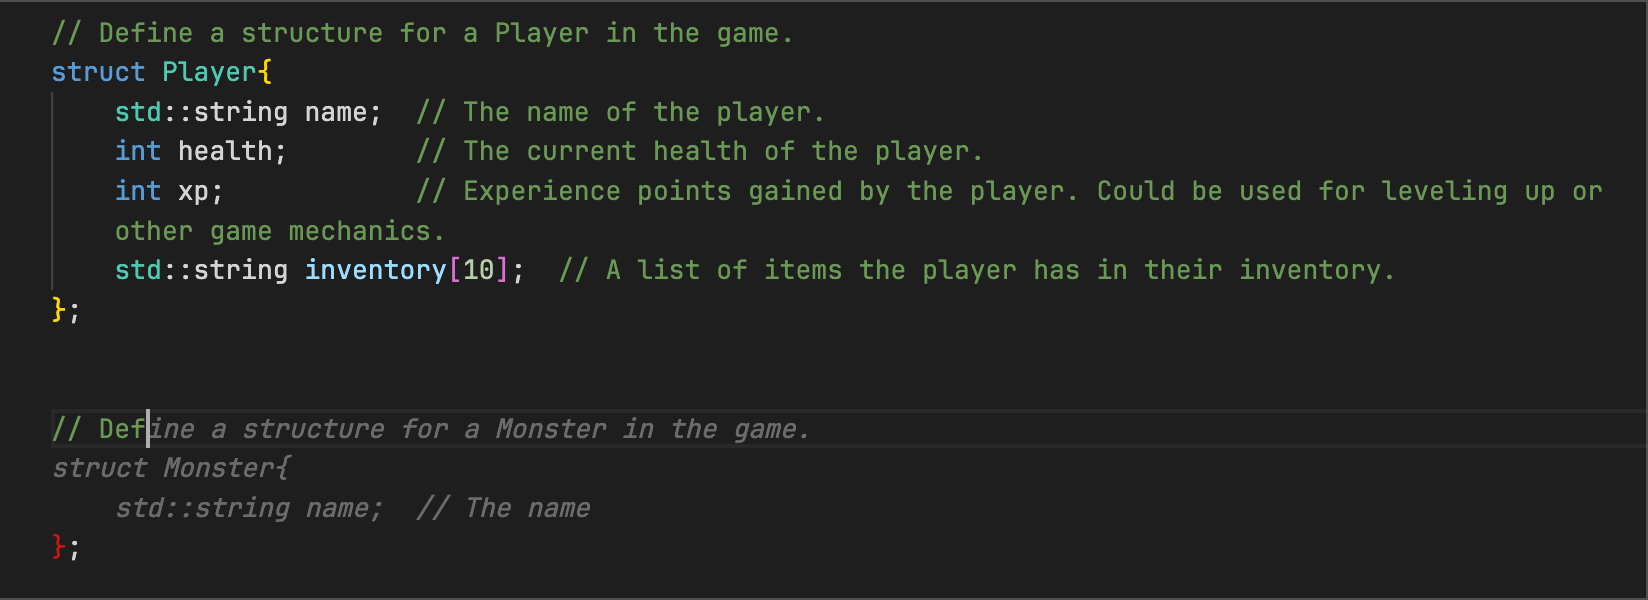 // Define a structure for a Player in the game.
struct Player{
    std::string name;  // The name of the player.
    int health;        // The current health of the player.
    int xp;            // Experience points gained by the player. Could be used for leveling up or
    other game mechanics.
    std::string inventory[10];  // A list of items the player has in their inventory.
};
// Define a structure for a Monster in the game.
struct Monster{
    std::string name;  // The name
};